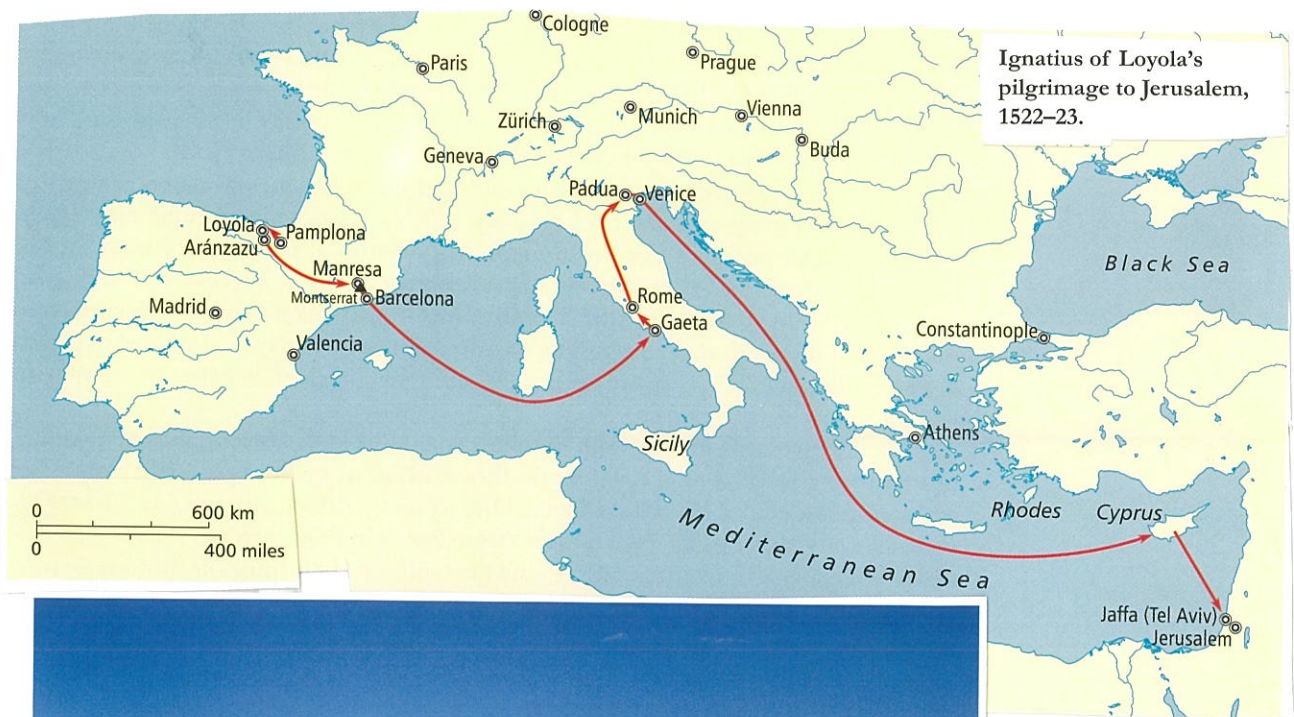 Cologne
Paris
Prague
Ignatius of Loyola's
pilgrimage to Jerusalem,
1522–23.
Zürich
Munich
Vienna
Buda
Geneva
Padua
Venice
Loyola
Pamplona
Aránzazu
Manresa
Montserrat
Barcelona
Madrid
Valencia
Rome
Gaeta
Black Sea
Constantinople
Sicily
Athens
Rhodes
Cyprus
Mediterranean Sea
Jaffa (Tel Aviv)
Jerusalem
0 600 km
0 400 miles